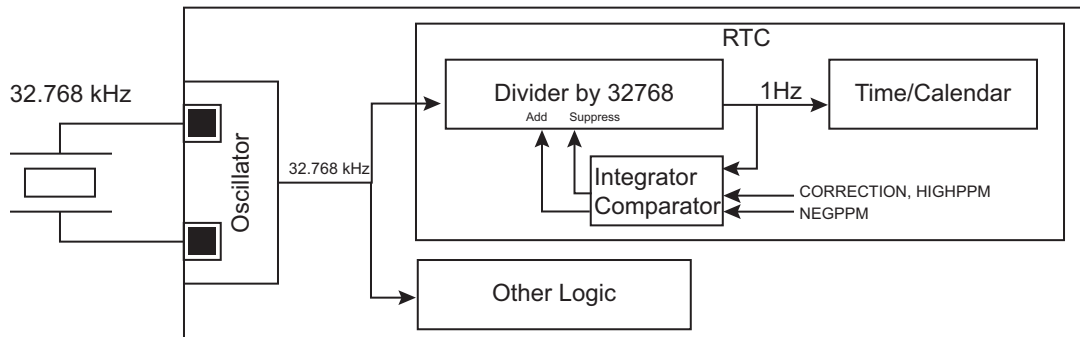 RTC
32.768 kHz
Oscillator
32.768 kHz
Divider by 32768
Add Suppress
1Hz
Time/Calendar
Integrator
Comparator
CORRECTION, HIGHPPM
NEGPPM
Other Logic